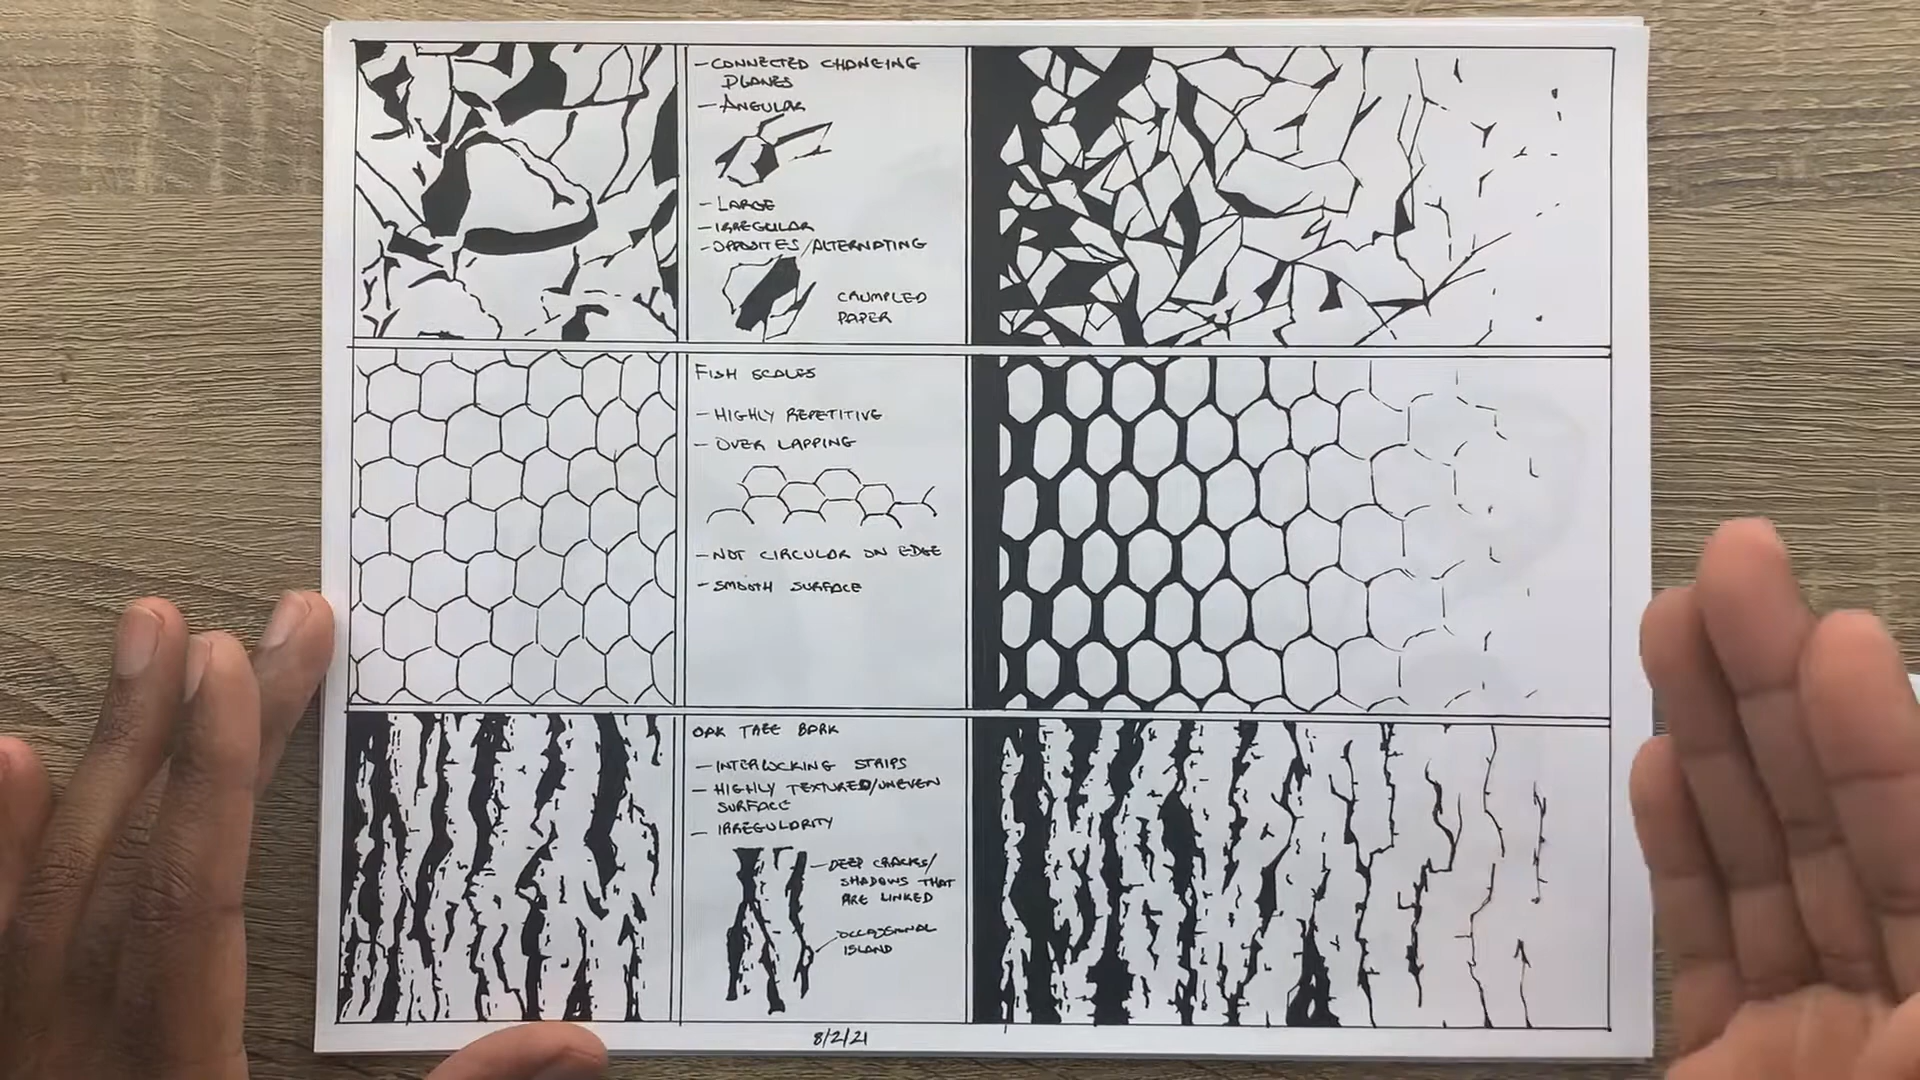 - CONNECTED CHANGING
PLANES
- ANGULAR
- LARGE
- IRREGULAR
- OPPOSITES/ALTERNATING
CRUMPLED
PAPER
FISH SCALES
- HIGHLY REPETITIVE
- OVER LAPPING
- NOT CIRCULAR ON EDGE
- SMOOTH SURFACE
OAK TREE BARK
- INTERLOCKING STRIPS
- HIGHLY TEXTURED/UNEVEN
SURFACE
- IRREGULARITY
- DEEP CRACKS/
SHADOWS THAT
ARE LINKED
OCCASSIONAL
ISLAND
8/2/21